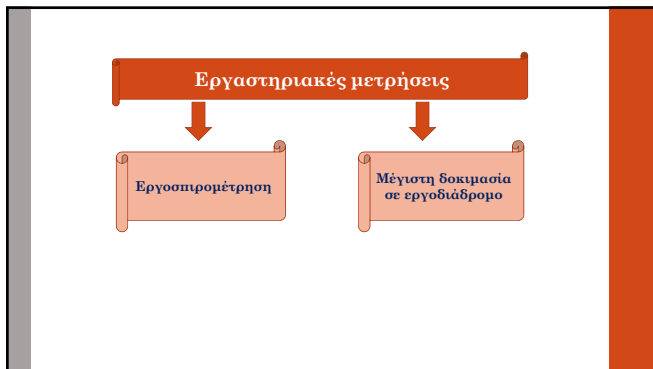 Εργαστηριακές μετρήσεις
Εργοσπιρομέτρηση
Μέγιστη δοκιμασία
σε εργοδιάδρομο